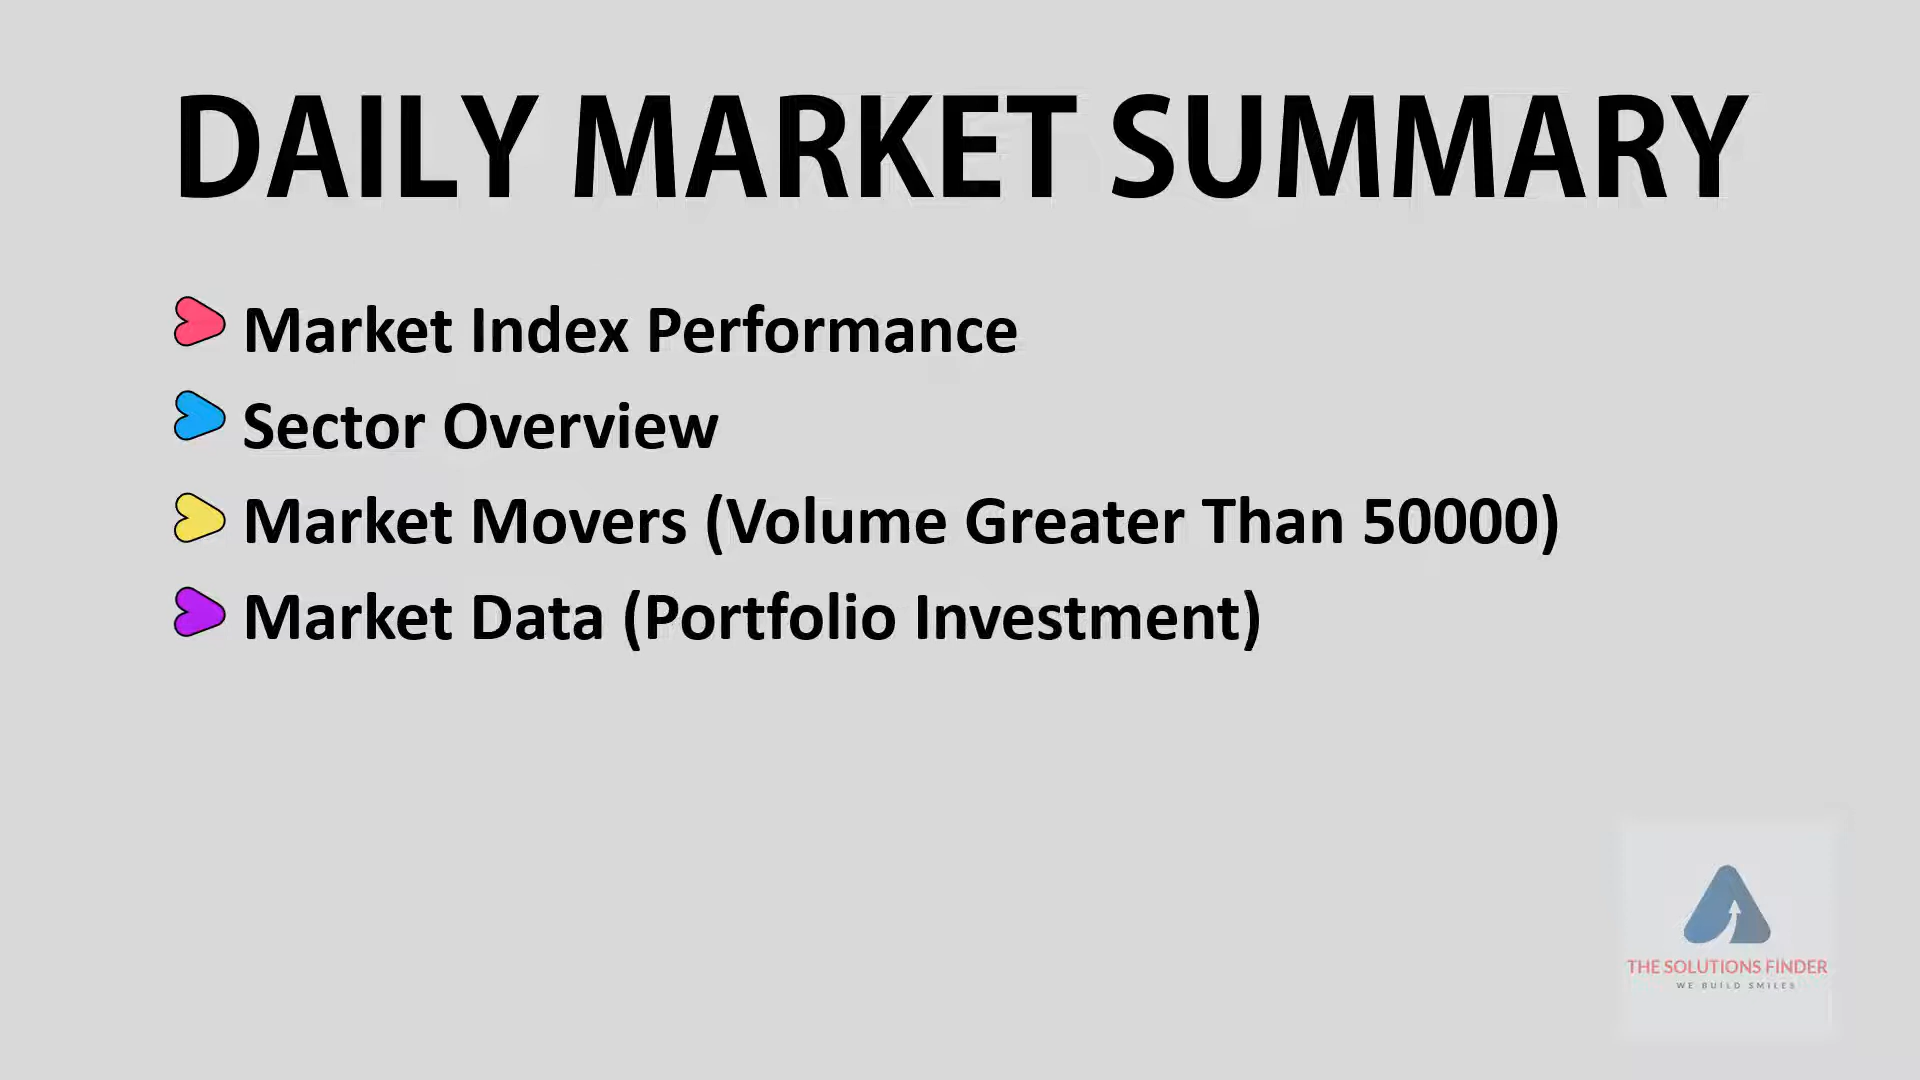 DAILY MARKET SUMMARY
Market Index Performance
Sector Overview
Market Movers (Volume Greater Than 50000)
Market Data (Portfolio Investment)
THE SOLUTIONS FINDER
WE BUILD SMILES